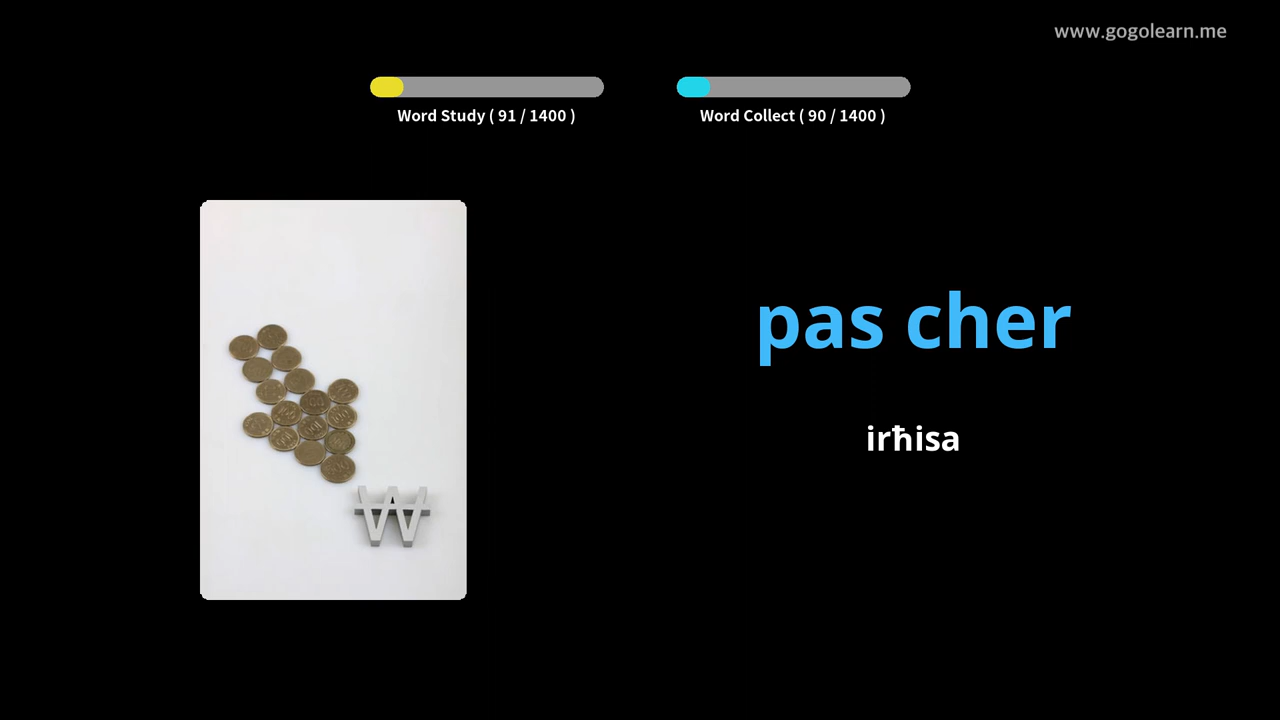 www.gogolearn.me
Word Study ( 91 / 1400 )
Word Collect ( 90 / 1400 )
pas cher
irħisa
₩